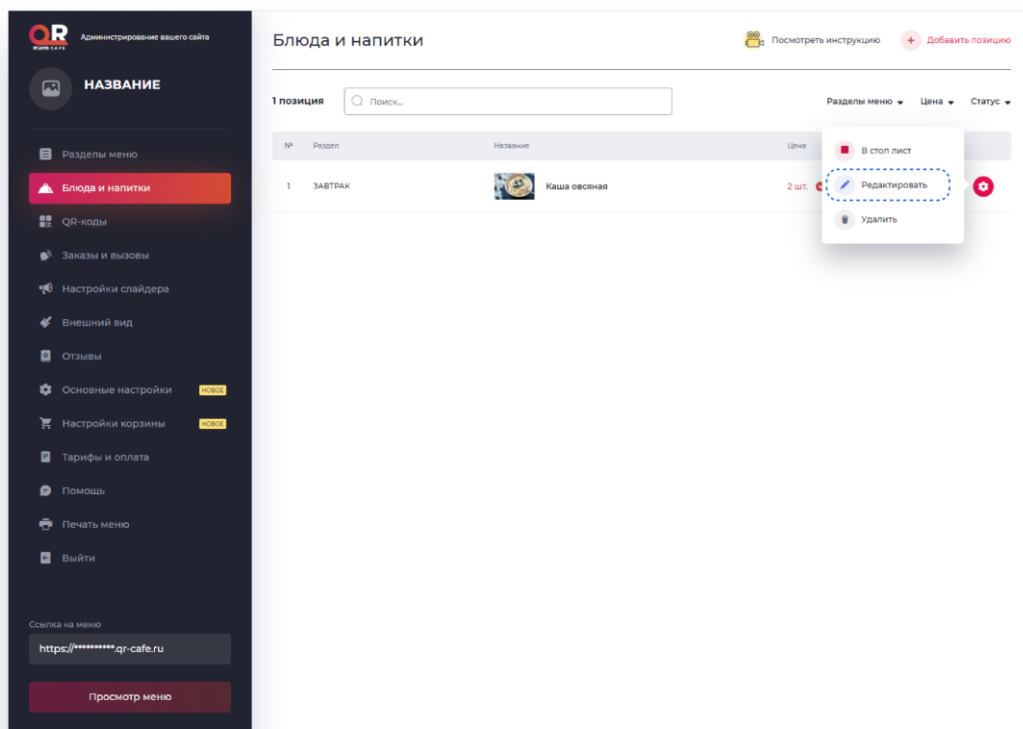 QR
Администрирование вашего сайта
НАЗВАНИЕ
Разделы меню
Блюда и напитки
QR-коды
Заказы и вызовы
Настройки слайдера
Внешний вид
Отзывы
Основные настройки НОВОЕ
Настройки корзины НОВОЕ
Тарифы и оплата
Помощь
Печать меню
Выйти
Ссылка на меню
https://**********.qr-cafe.ru
Просмотр меню
Блюда и напитки
Посмотреть инструкцию
+ Добавить позицию
1 позиция
Поиск...
Разделы меню Цена Статус
№ Раздел Название Цена
1 ЗАВТРАК Каша овсяная 2 шт.
В стоп лист
Редактировать
Удалить